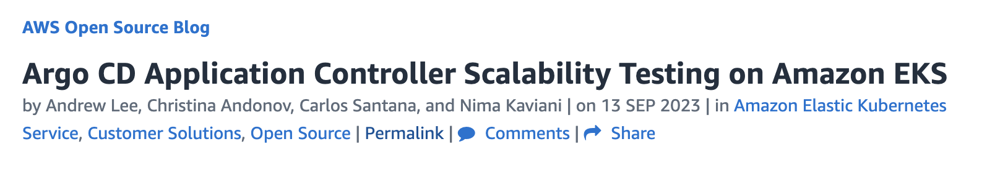 AWS Open Source Blog
Argo CD Application Controller Scalability Testing on Amazon EKS
by Andrew Lee, Christina Andonov, Carlos Santana, and Nima Kaviani | on 13 SEP 2023 | in Amazon Elastic Kubernetes
Service, Customer Solutions, Open Source | Permalink | Comments | Share